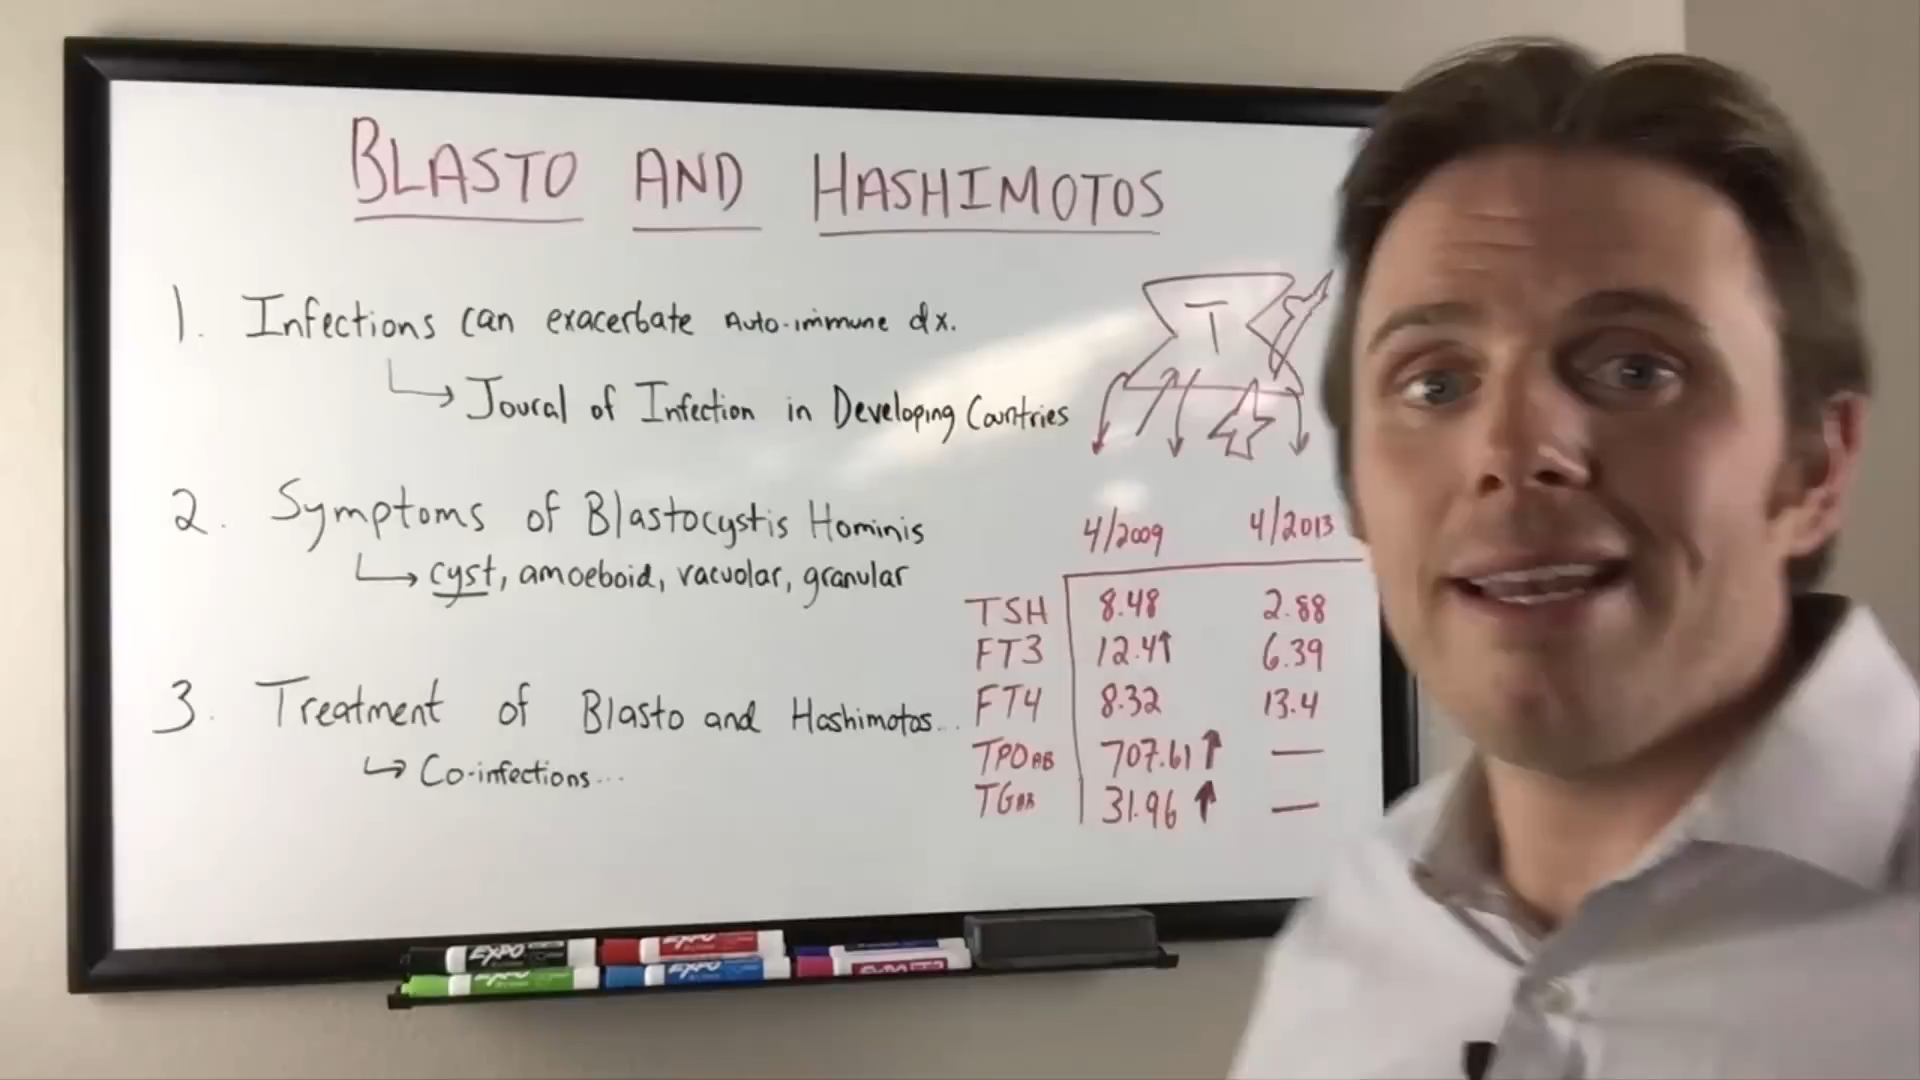 BLASTO AND HASHIMOTOS
1. Infections can exacerbate Auto-immune dx.
Joural of Infection in Developing Countries
2. Symptoms of Blastocystis Hominis
cyst, amoeboid, vacuolar, granular
3. Treatment of Blasto and Hashimotos...
Co-infections...
T
4/2009 4/2013
TSH 8.48 2.88
FT3 12.4↑ 6.39
FT4 8.32 13.4
TPOAB 707.61↑ —
TGAB 31.96↑ —
EXPO EXPO
EXPO EXPO EXPO